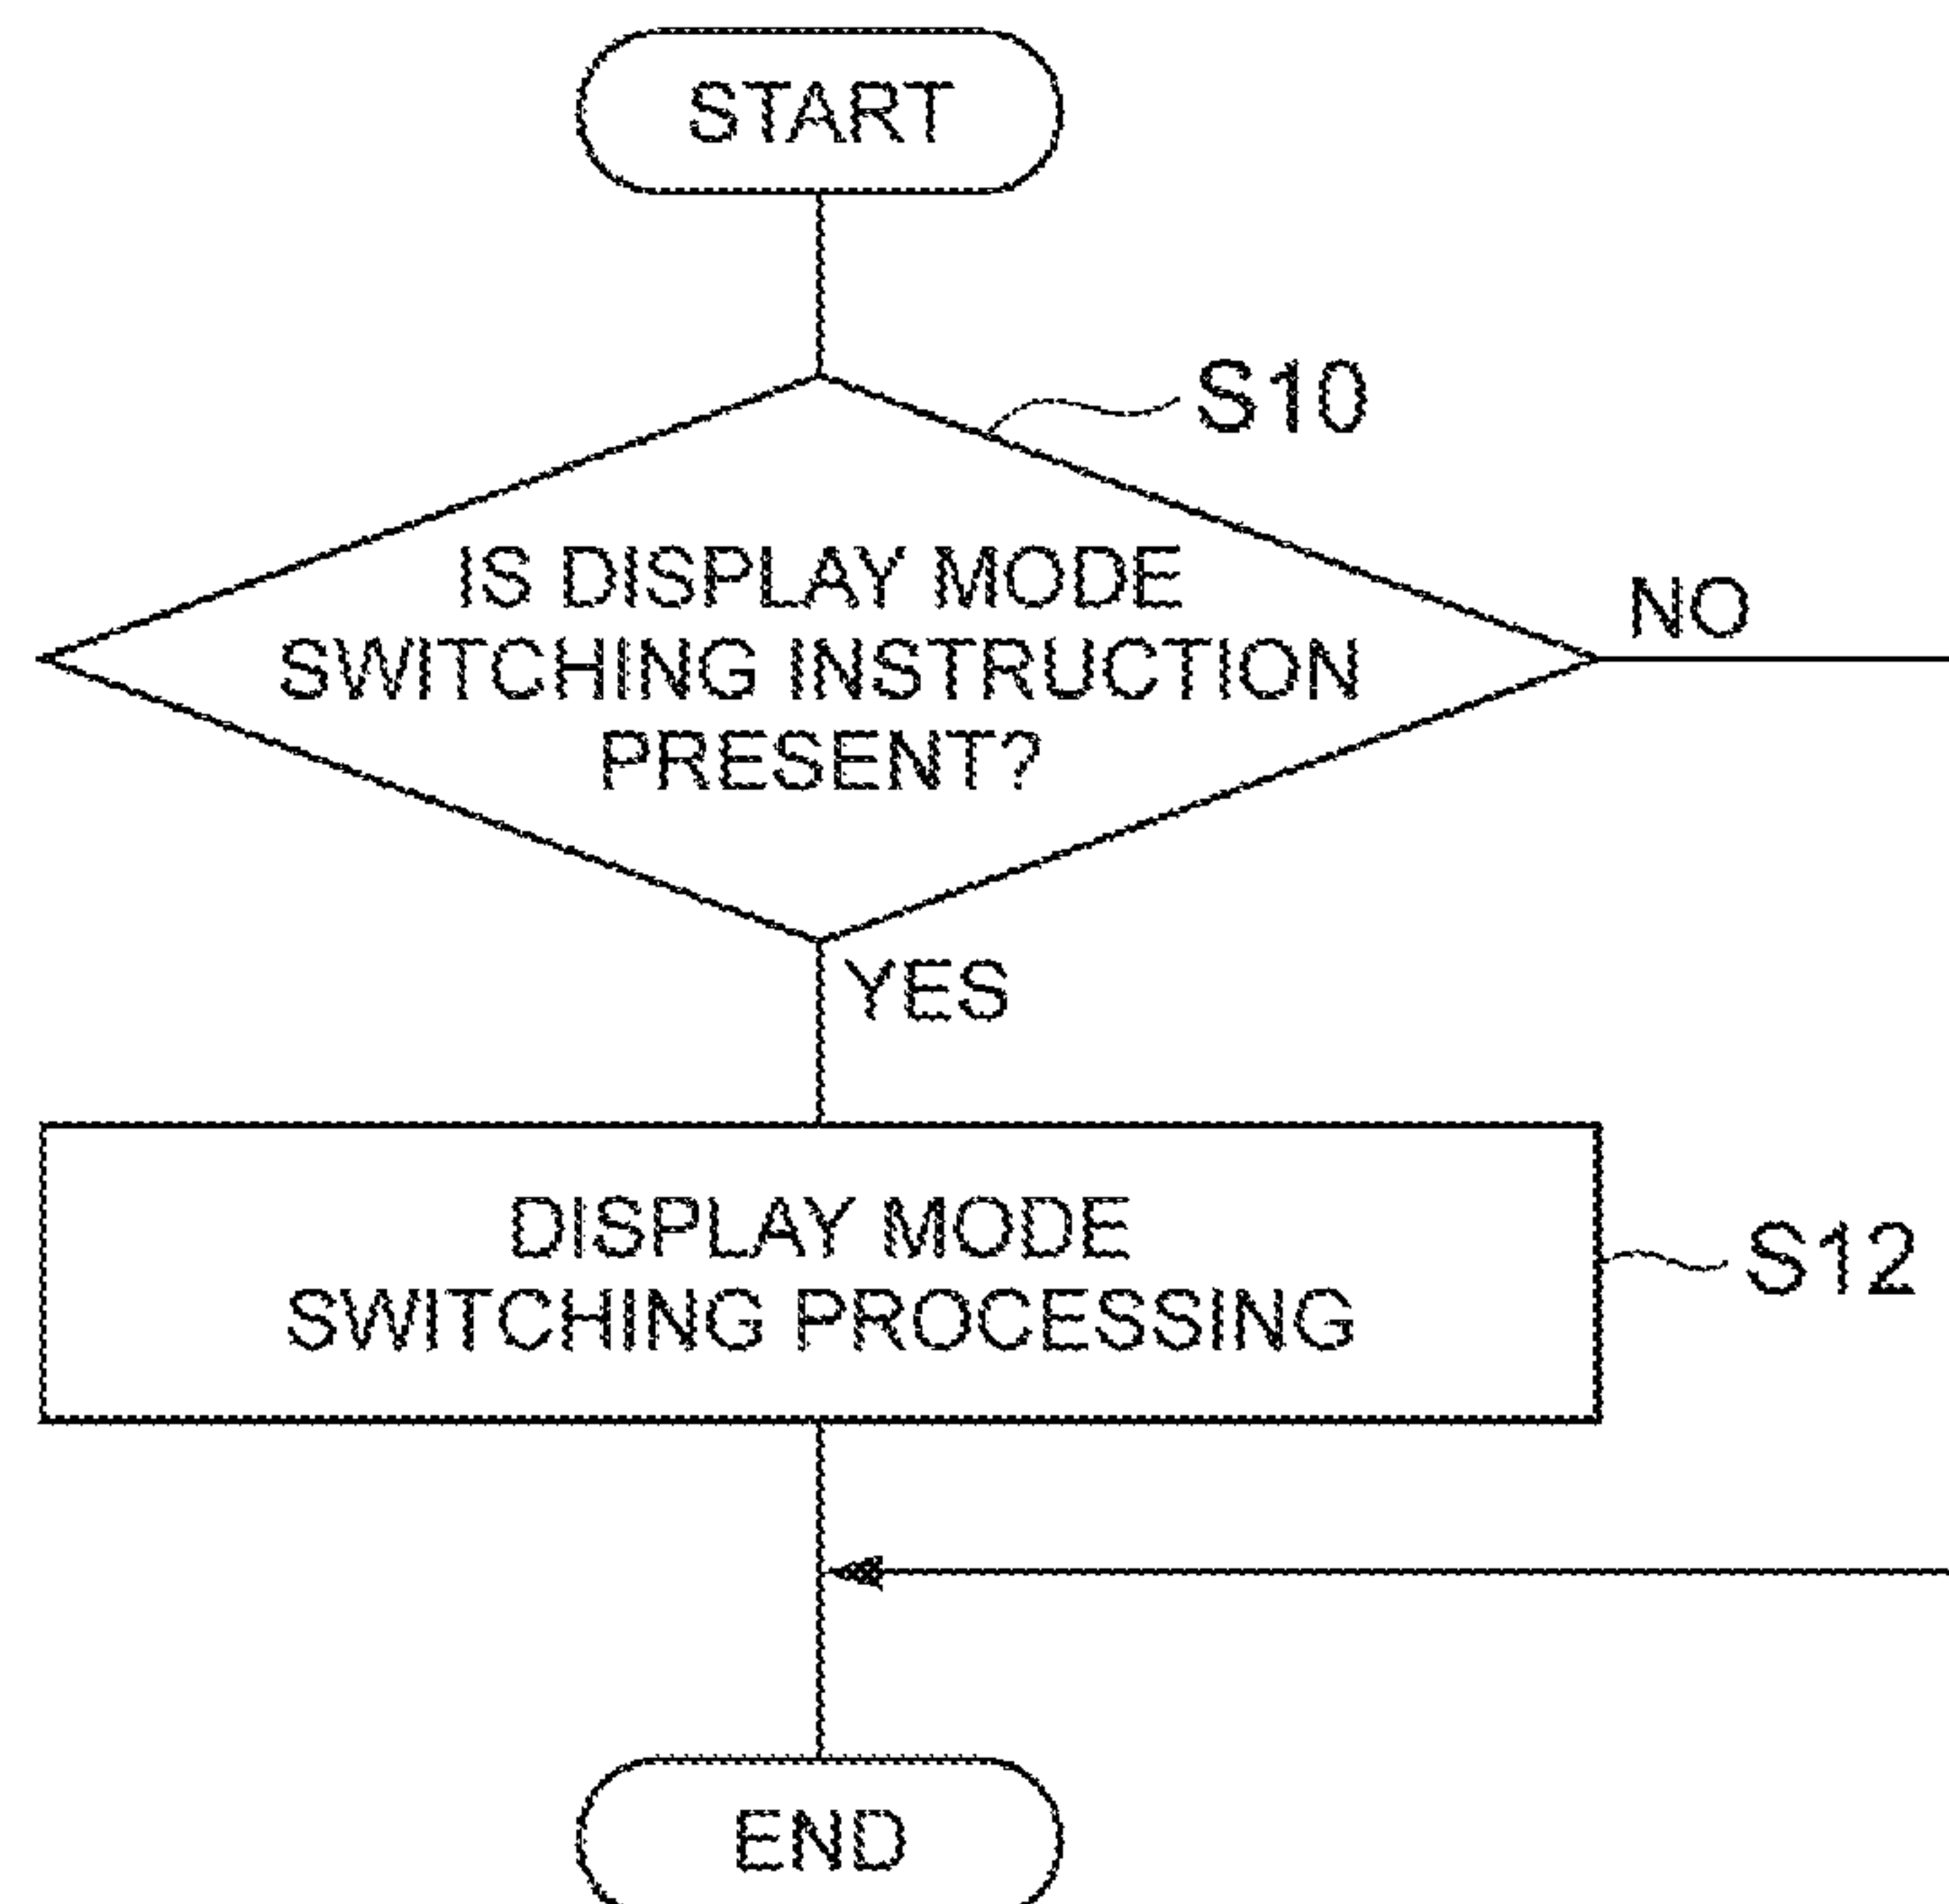 START
S10
IS DISPLAY MODE
SWITCHING INSTRUCTION
PRESENT?
NO
YES
DISPLAY MODE
SWITCHING PROCESSING
S12
END